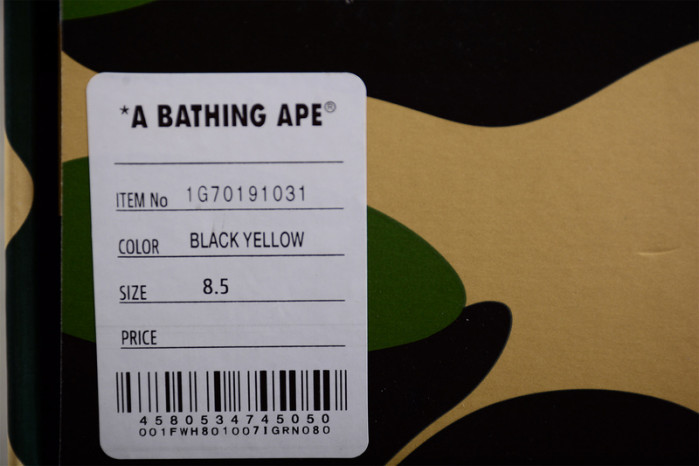 *A BATHING APE®
ITEM No 1G70191031
COLOR BLACK YELLOW
SIZE 8.5
PRICE
4580534745050
001FWH801007IGRN080